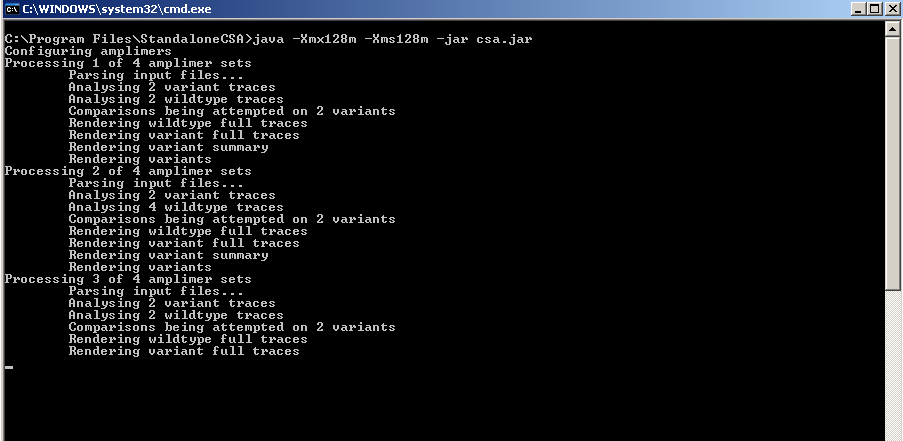 C:\WINDOWS\system32\cmd.exe
C:\Program Files\StandaloneCSA>java -Xmx128m -Xms128m -jar csa.jar
Configuring amplimers
Processing 1 of 4 amplimer sets
Parsing input files...
Analysing 2 variant traces
Analysing 2 wildtype traces
Comparisons being attempted on 2 variants
Rendering wildtype full traces
Rendering variant full traces
Rendering variant summary
Rendering variants
Processing 2 of 4 amplimer sets
Parsing input files...
Analysing 2 variant traces
Analysing 4 wildtype traces
Comparisons being attempted on 2 variants
Rendering wildtype full traces
Rendering variant full traces
Rendering variant summary
Rendering variants
Processing 3 of 4 amplimer sets
Parsing input files...
Analysing 2 variant traces
Analysing 2 wildtype traces
Comparisons being attempted on 2 variants
Rendering wildtype full traces
Rendering variant full traces